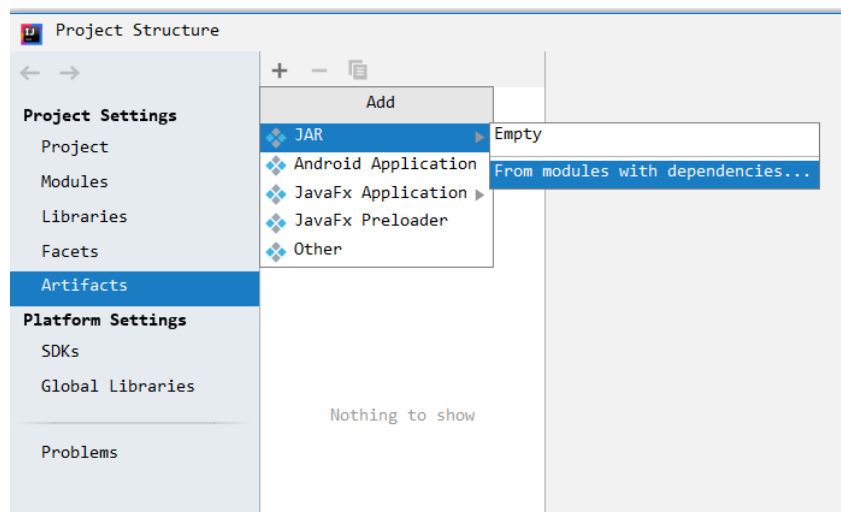 Project Structure
Project Settings
Project
Modules
Libraries
Facets
Artifacts
Platform Settings
SDKs
Global Libraries
Problems
Add
JAR
Android Application
JavaFx Application
JavaFx Preloader
Other
Empty
From modules with dependencies...
Nothing to show